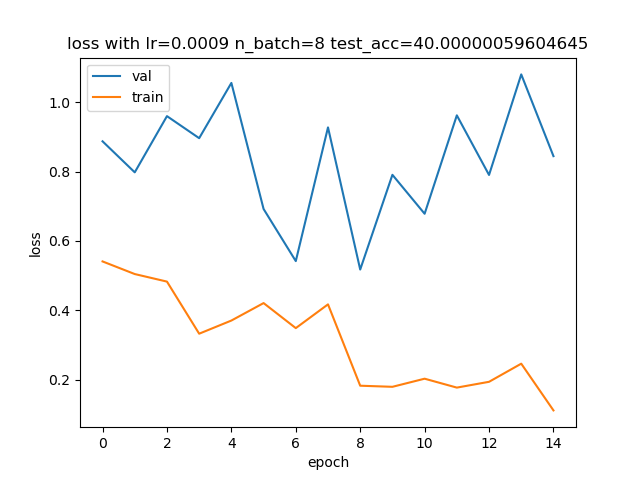 loss with lr=0.0009 n_batch=8 test_acc=40.00000059604645
val
train
1.0
0.8
0.6
0.4
0.2
loss
0 2 4 6 8 10 12 14
epoch